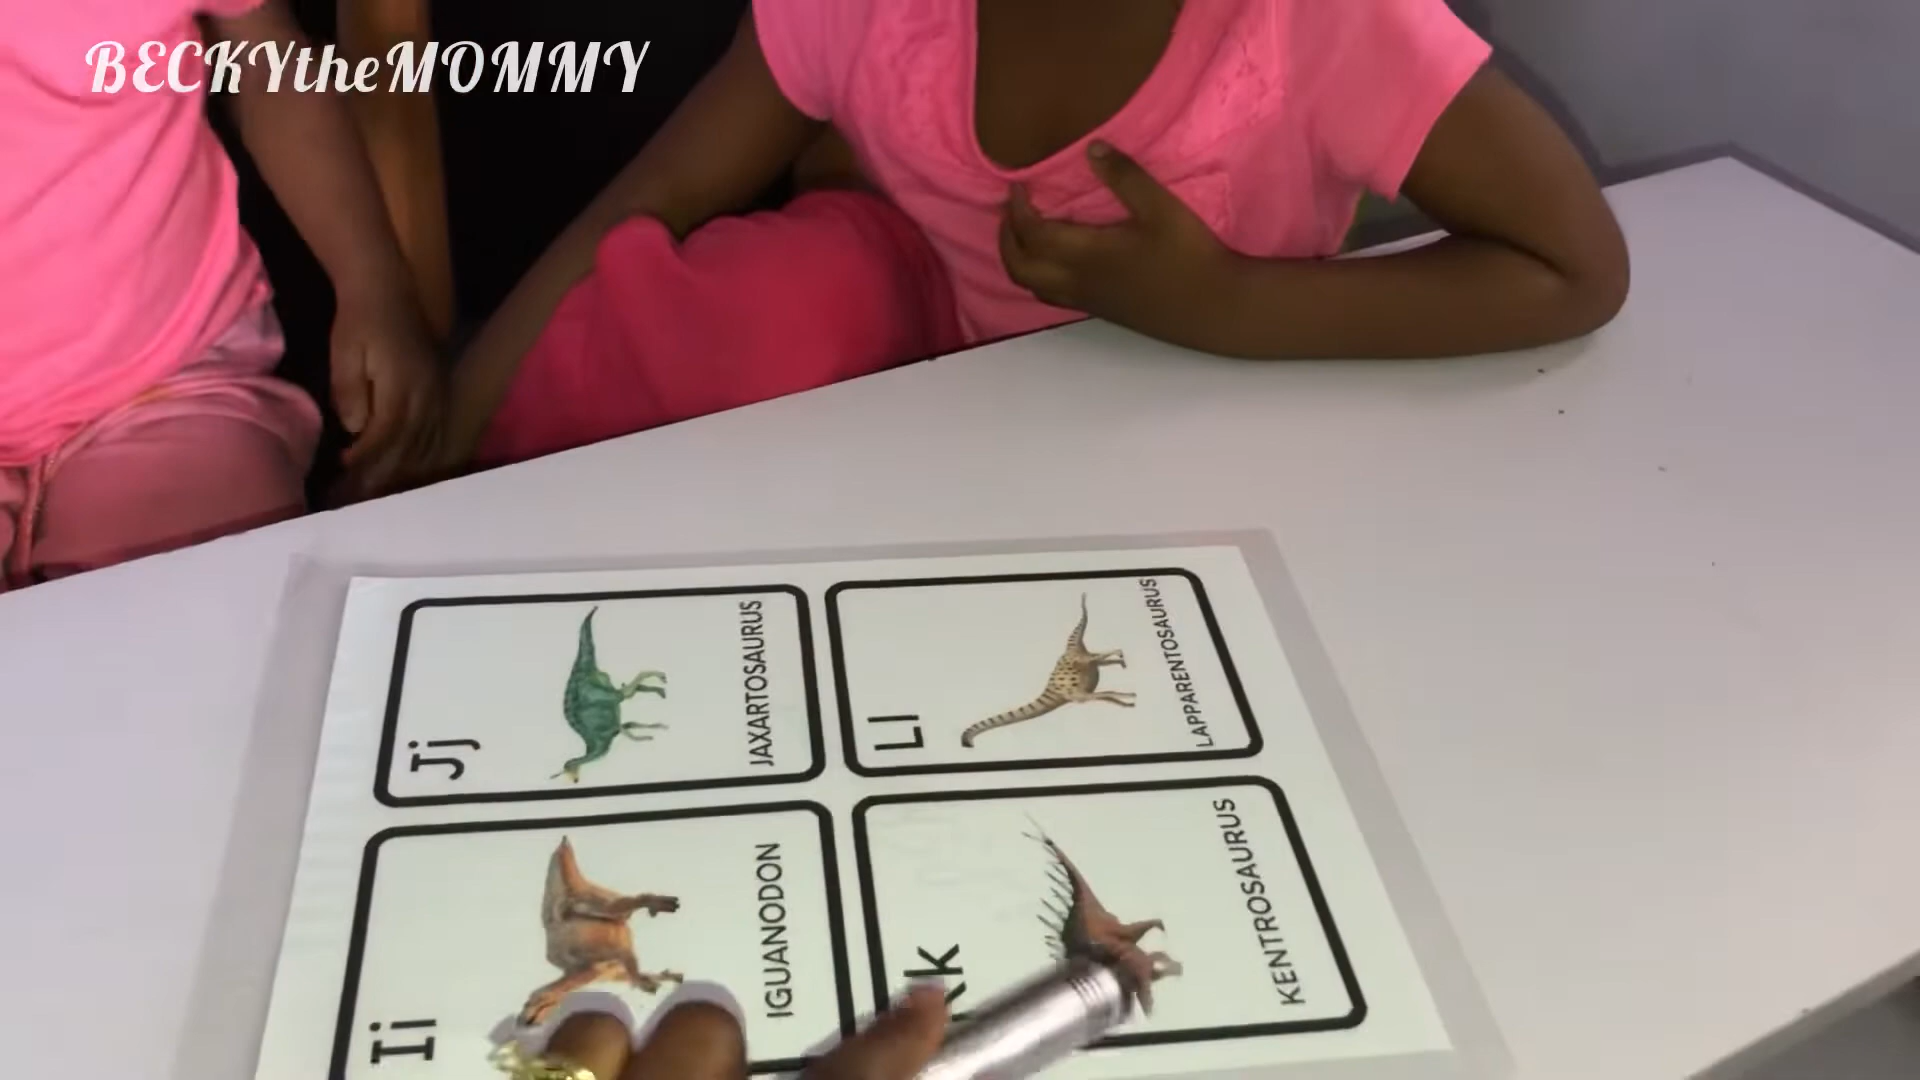 BECKYtheMOMMY
Ii
IGUANODON
Jj
JAXARTOSAURUS
Kk
KENTROSAURUS
Ll
LAPPARENTOSAURUS